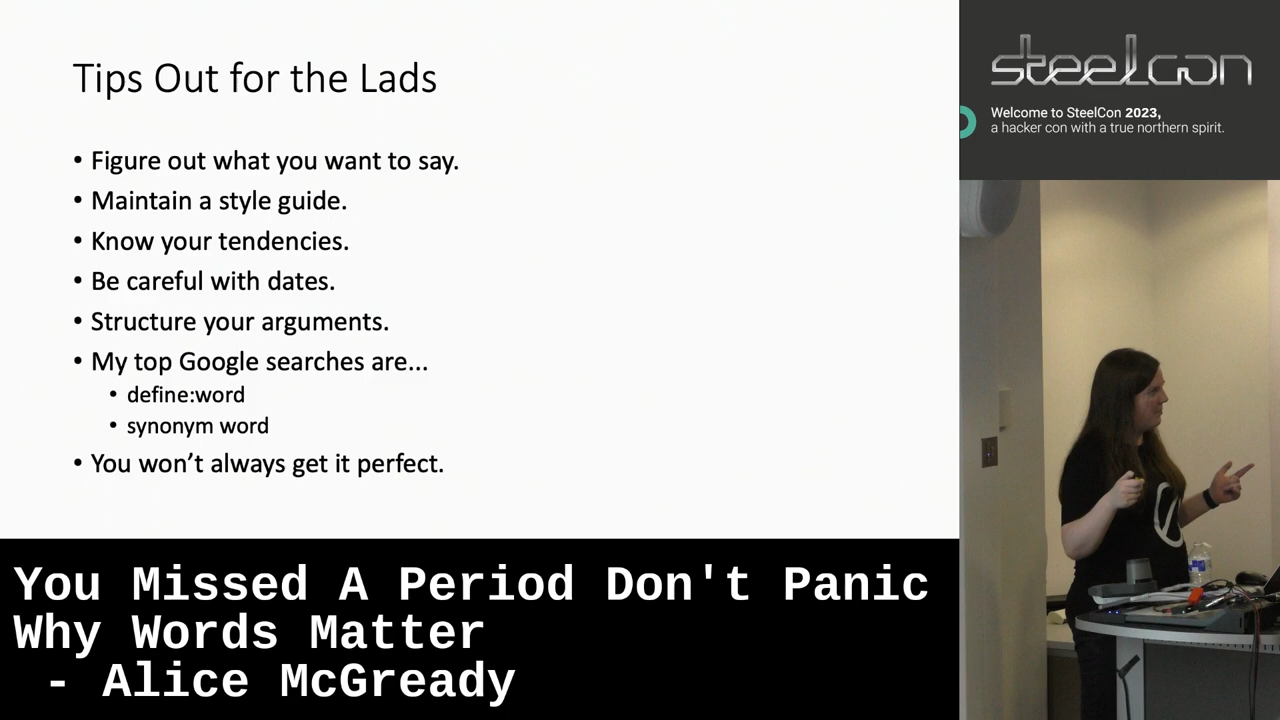 Tips Out for the Lads
• Figure out what you want to say.
• Maintain a style guide.
• Know your tendencies.
• Be careful with dates.
• Structure your arguments.
• My top Google searches are...
• define:word
• synonym word
• You won’t always get it perfect.
steelcon
Welcome to SteelCon 2023,
a hacker con with a true northern spirit.
You Missed A Period Don't Panic
Why Words Matter
- Alice McGready